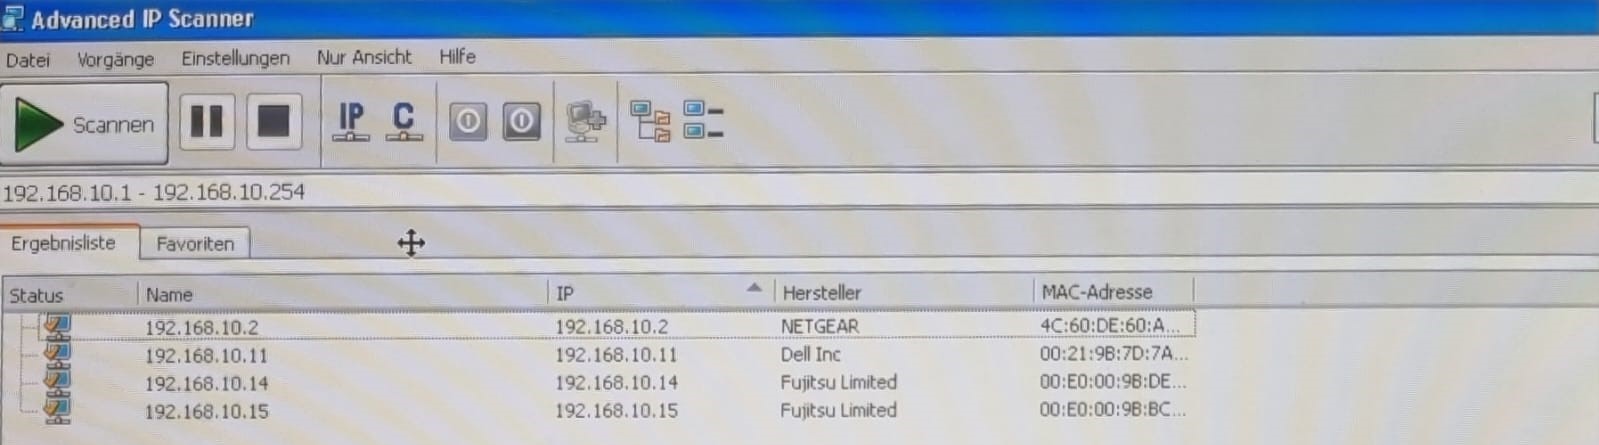 Advanced IP Scanner
Datei Vorgänge Einstellungen Nur Ansicht Hilfe
Scannen IP C
192.168.10.1 - 192.168.10.254
Ergebnisliste Favoriten
Status Name IP Hersteller MAC-Adresse
192.168.10.2 192.168.10.2 NETGEAR 4C:60:DE:60:A...
192.168.10.11 192.168.10.11 Dell Inc 00:21:9B:7D:7A...
192.168.10.14 192.168.10.14 Fujitsu Limited 00:E0:00:9B:DE...
192.168.10.15 192.168.10.15 Fujitsu Limited 00:E0:00:9B:BC...